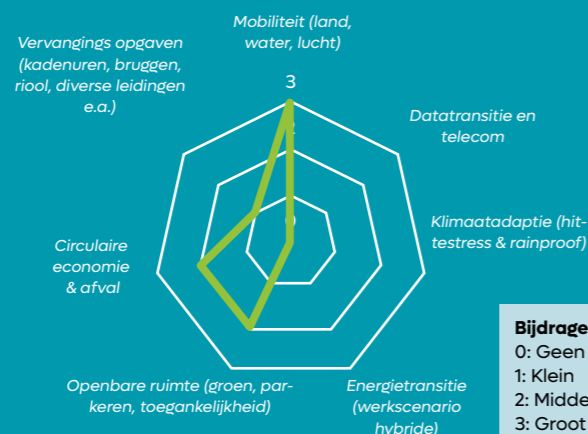 Mobiliteit (land,
water, lucht)
Vervangings opgaven
(kadenuren, bruggen,
riool, diverse leidingen
e.a.)
3
2
0
Datatransitie en
telecom
Klimaatadaptie (hit-
testress & rainproof)
Circulaire
economie
& afval
Openbare ruimte (groen, par-
keren, toegankelijkheid)
Energietransitie
(werkscenario
hybride)
Bijdrage
0: Geen
1: Klein
2: Midde
3: Groot